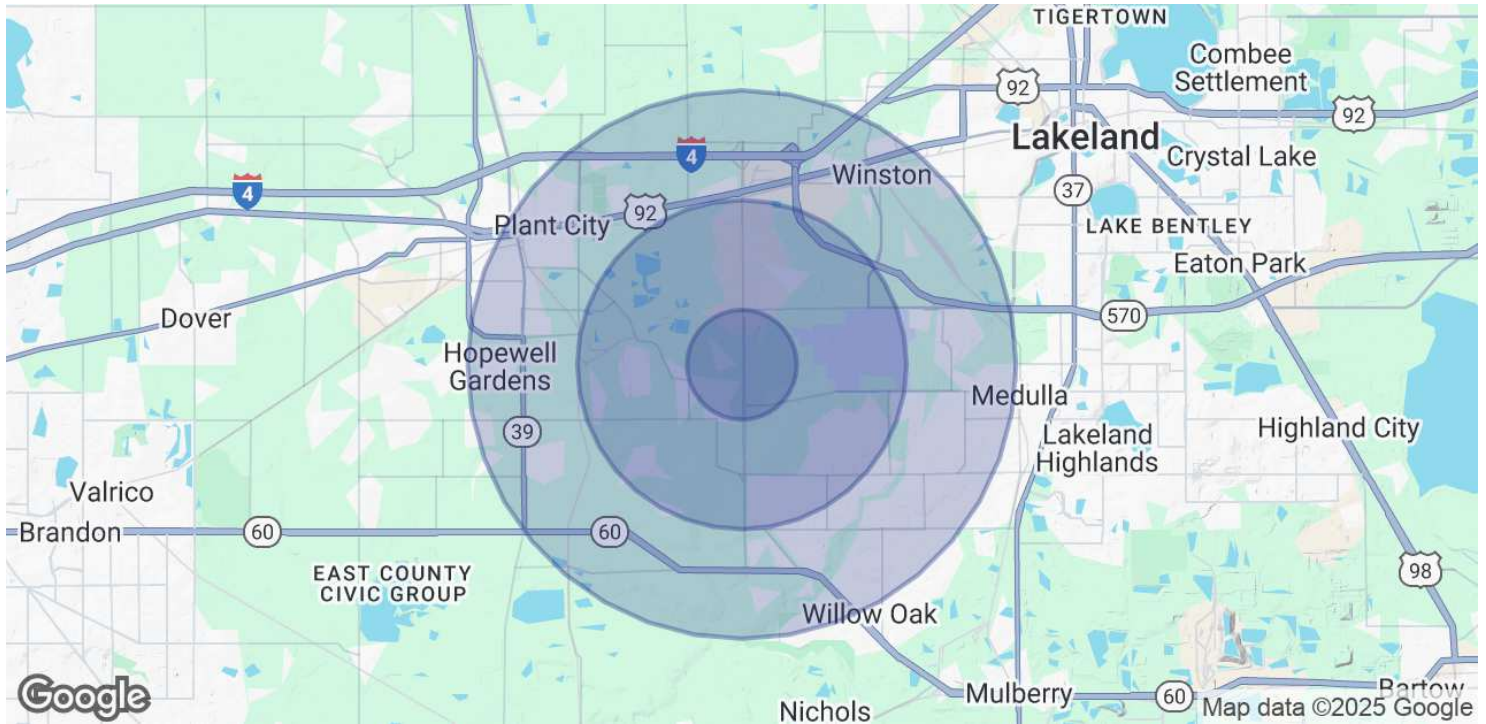 TIGERTOWN
Combee
Settlement
92
92
Lakeland
4
Winston
Crystal Lake
4
37
92
Plant City
LAKE BENTLEY
Eaton Park
Dover
570
Hopewell
Gardens
Medulla
39
Lakeland
Highlands
Highland City
Valrico
Brandon
60
60
EAST COUNTY
CIVIC GROUP
98
Willow Oak
Google
Mulberry
60
Bartow
Nichols
Map data ©2025 Google